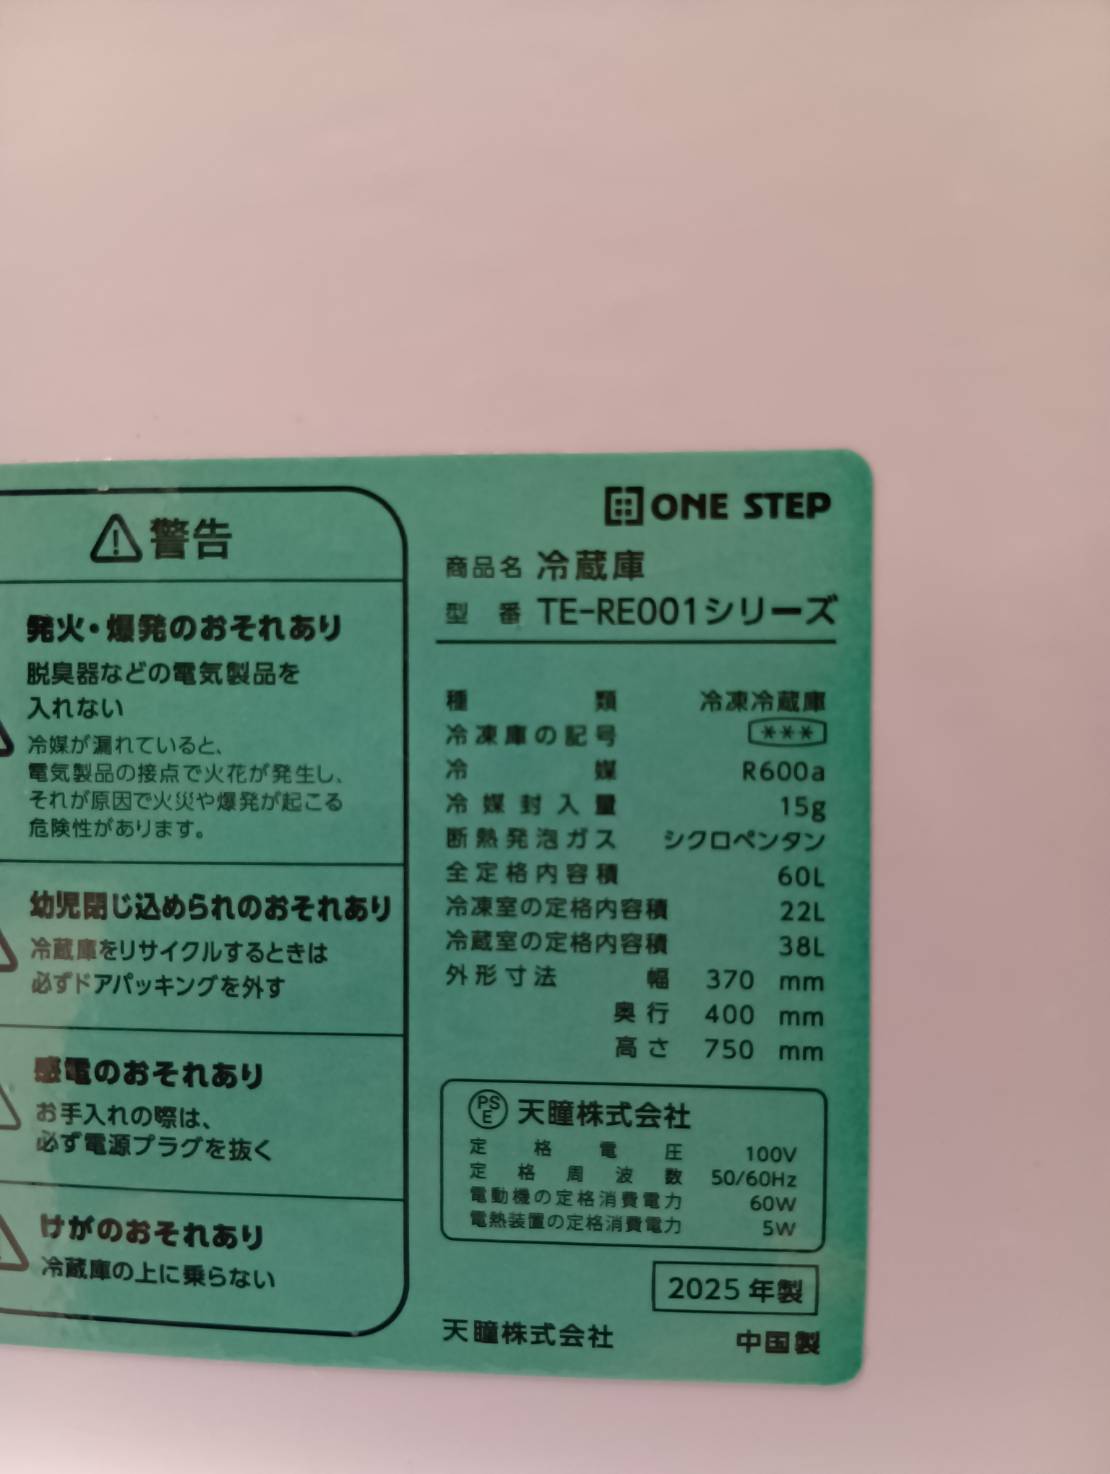 警告
発火・爆発のおそれあり
脱臭器などの電気製品を
入れない
冷媒が漏れていると、
電気製品の接点で火花が発生し、
それが原因で火災や爆発が起こる
危険性があります。
幼児閉じ込められのおそれあり
冷蔵庫をリサイクルするときは
必ずドアパッキングを外す
感電のおそれあり
お手入れの際は、
必ず電源プラグを抜く
けがのおそれあり
冷蔵庫の上に乗らない
ONE STEP
商品名 冷蔵庫
型番 TE-RE001シリーズ
種類 冷凍冷蔵庫
冷凍庫の記号 ***
冷媒 R600a
冷媒封入量 15g
断熱発泡ガス シクロペンタン
全定格内容積 60L
冷凍室の定格内容積 22L
冷蔵室の定格内容積 38L
外形寸法 幅 370 mm
奥行 400 mm
高さ 750 mm
PSE 天瞳株式会社
定格電圧 100V
定格周波数 50/60Hz
電動機の定格消費電力 60W
電熱装置の定格消費電力 5W
2025年製
天瞳株式会社 中国製